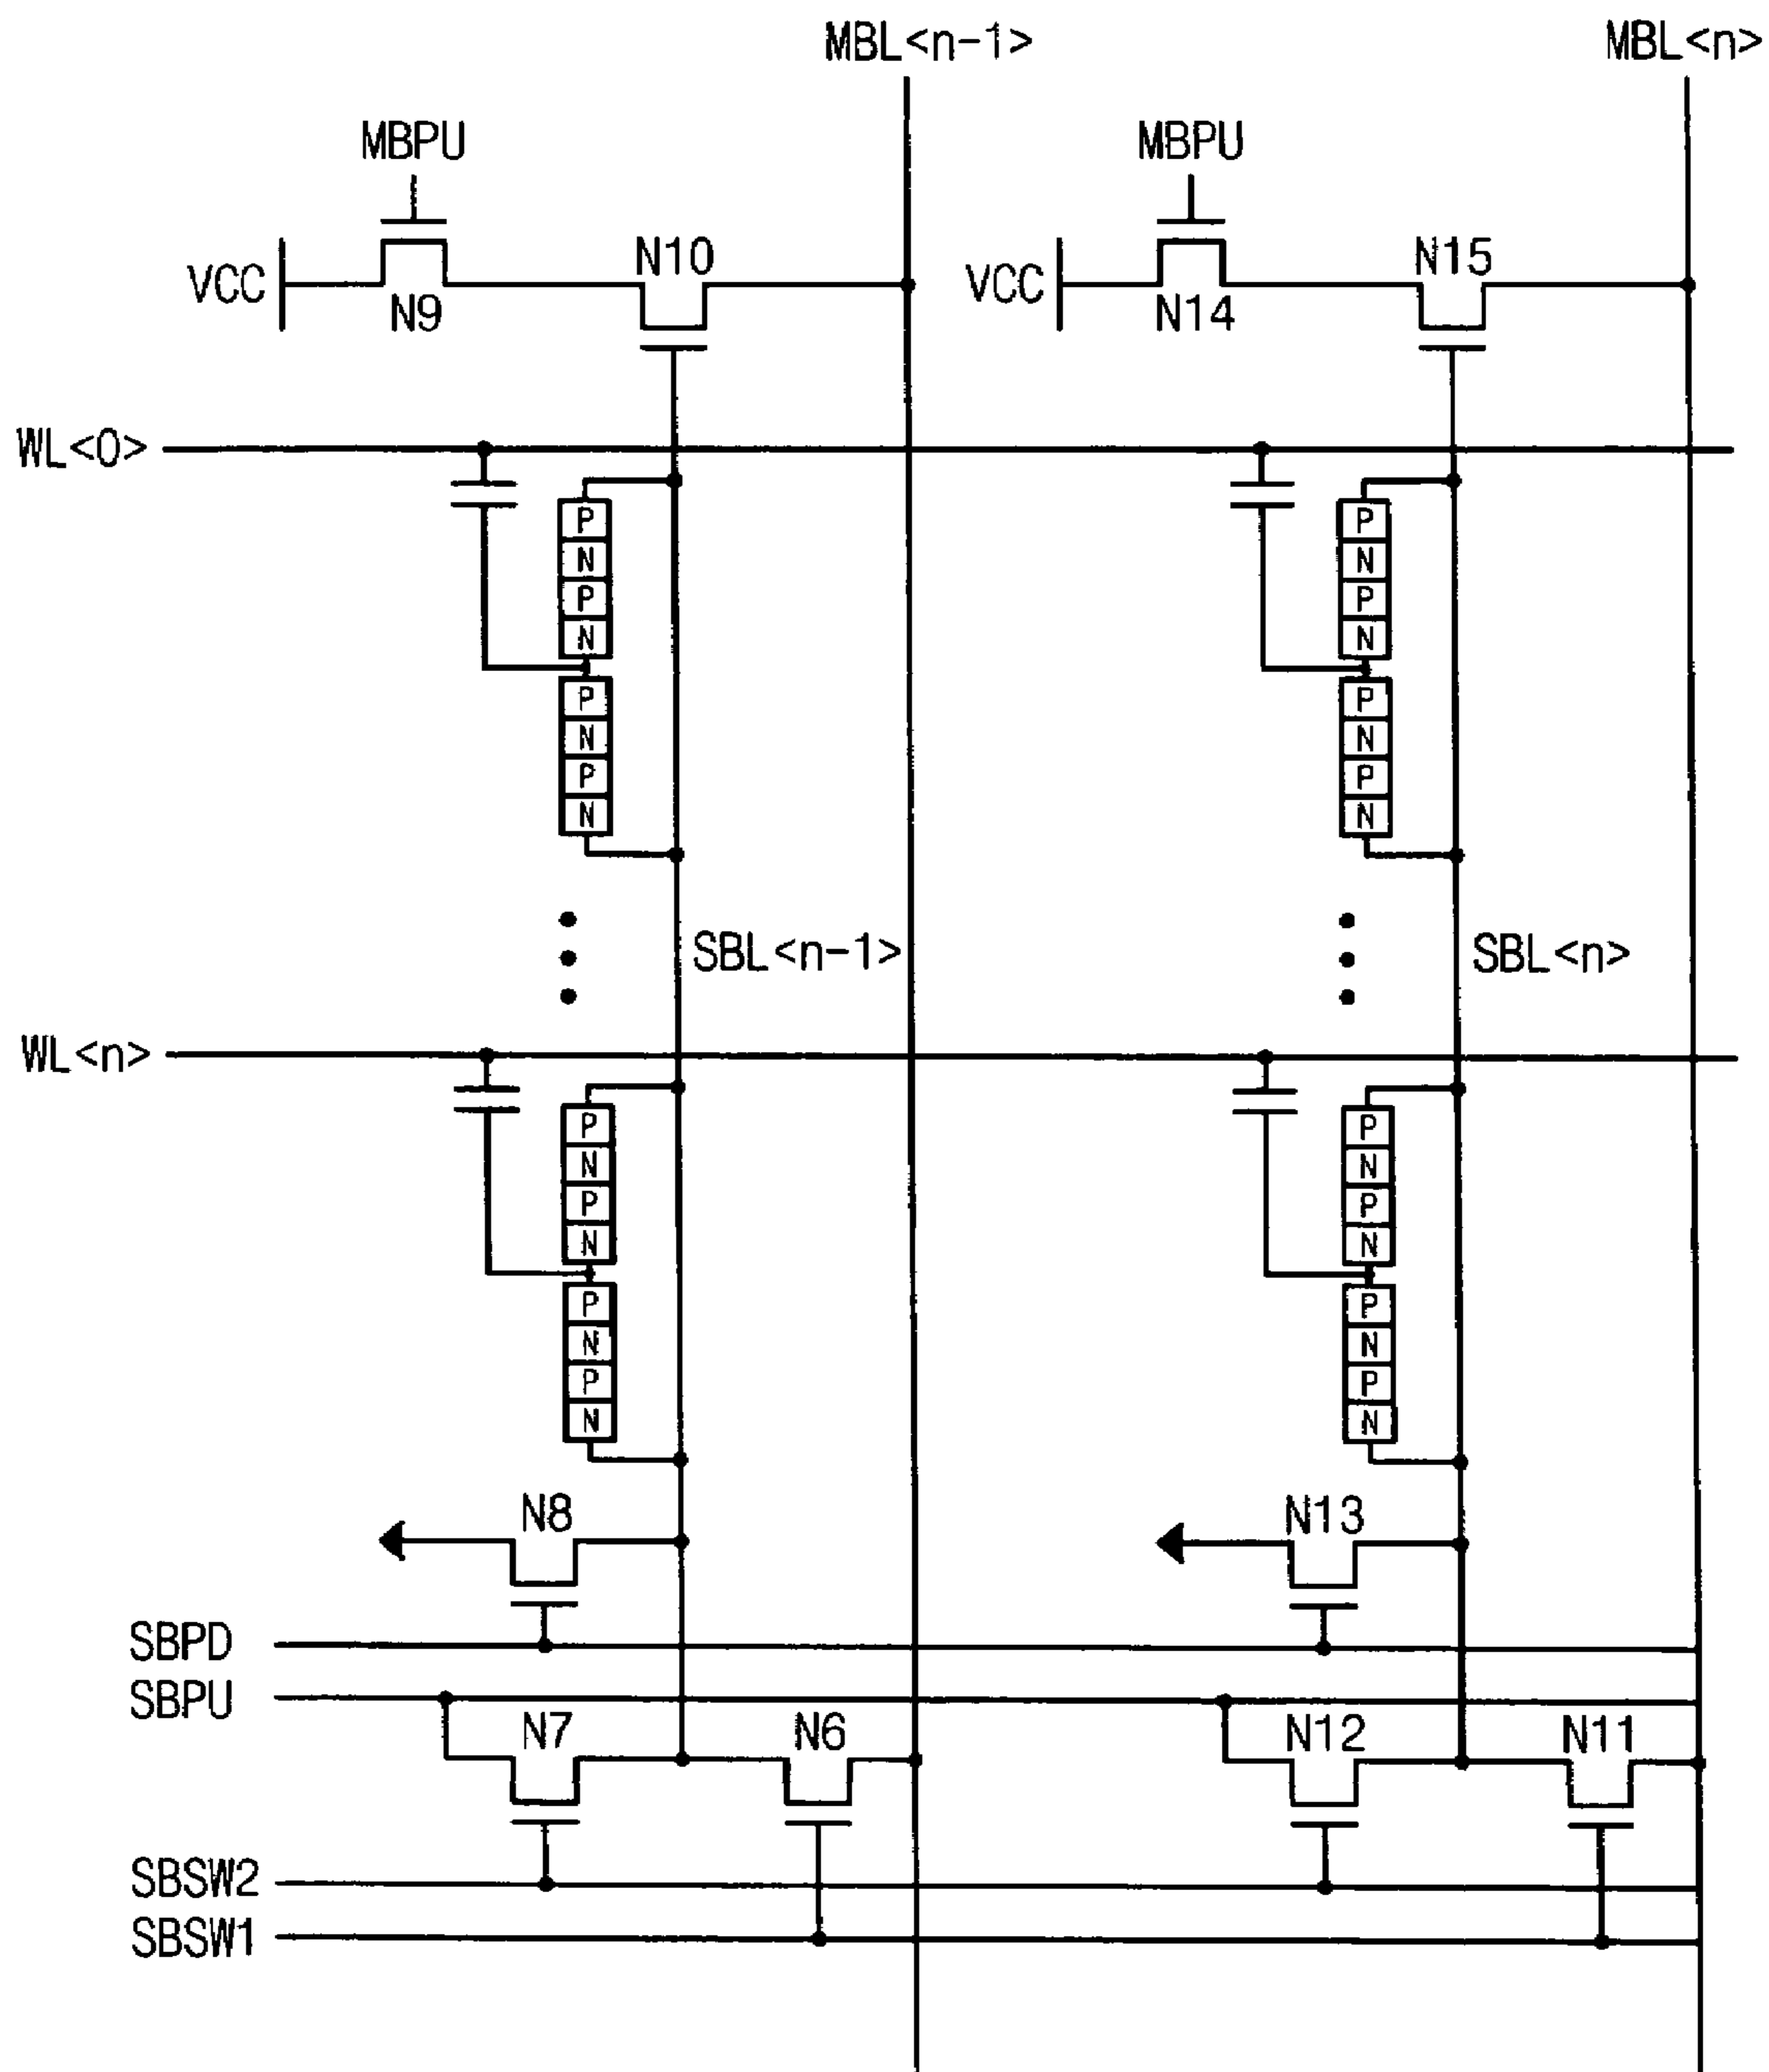 MBL<n-1> MBL<n>
MBPU MBPU
N10 N15
VCC VCC
N9 N14
WL<0>
P P
N N
P P
N N
P P
N N
P P
N N
SBL<n-1> SBL<n>
WL<n>
P P
N N
P P
N N
P P
N N
P P
N N
N8 N13
SBPD
SBPU
N7 N6 N12 N11
SBSW2
SBSW1